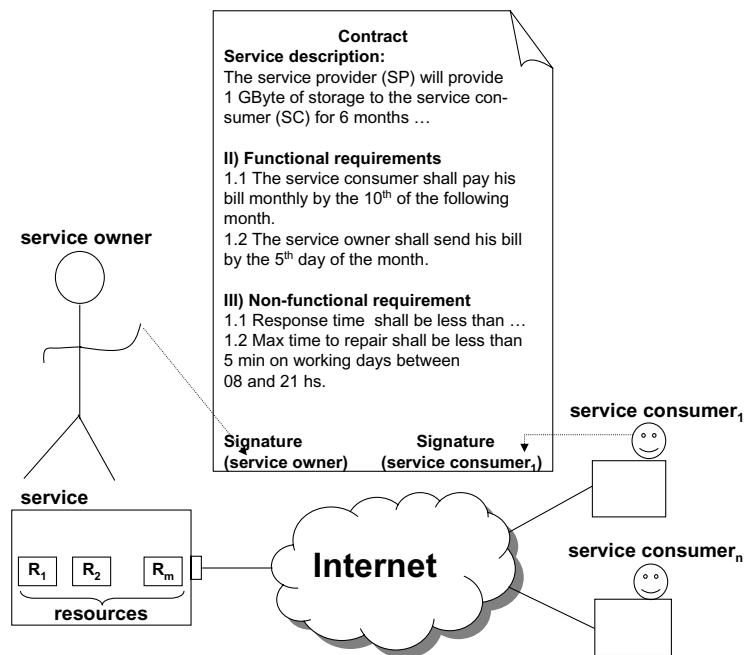 Contract
Service description:
The service provider (SP) will provide
1 GByte of storage to the service con-
sumer (SC) for 6 months …
II) Functional requirements
1.1 The service consumer shall pay his
bill monthly by the 10th of the following
month.
1.2 The service owner shall send his bill
by the 5th day of the month.
III) Non-functional requirement
1.1 Response time shall be less than …
1.2 Max time to repair shall be less than
5 min on working days between
08 and 21 hs.
Signature
(service owner)
Signature
(service consumer1)
service owner
service consumer1
service
R1 R2 Rm
resources
Internet
service consumern